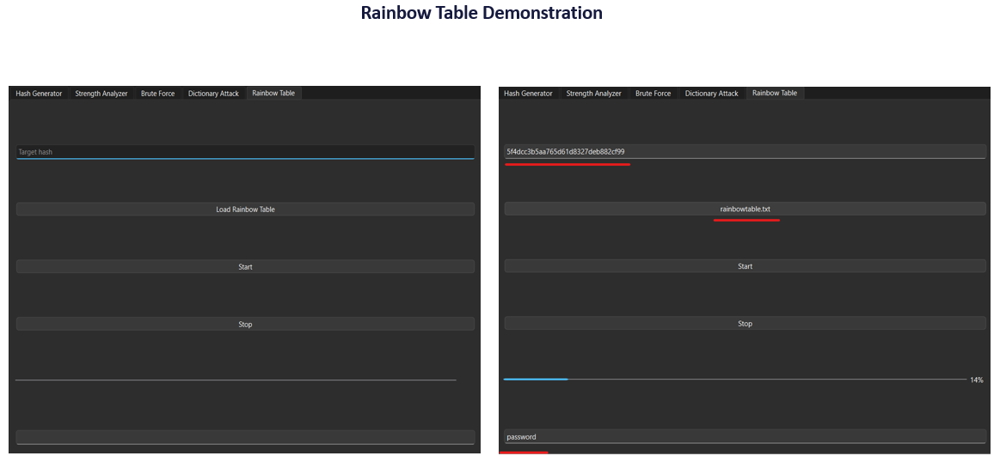 Rainbow Table Demonstration
Hash Generator Strength Analyzer Brute Force Dictionary Attack Rainbow Table
Target hash
Load Rainbow Table
Start
Stop
Hash Generator Strength Analyzer Brute Force Dictionary Attack Rainbow Table
5f4dcc3b5aa765d61d8327deb882cf99
rainbowtable.txt
Start
Stop
14%
password